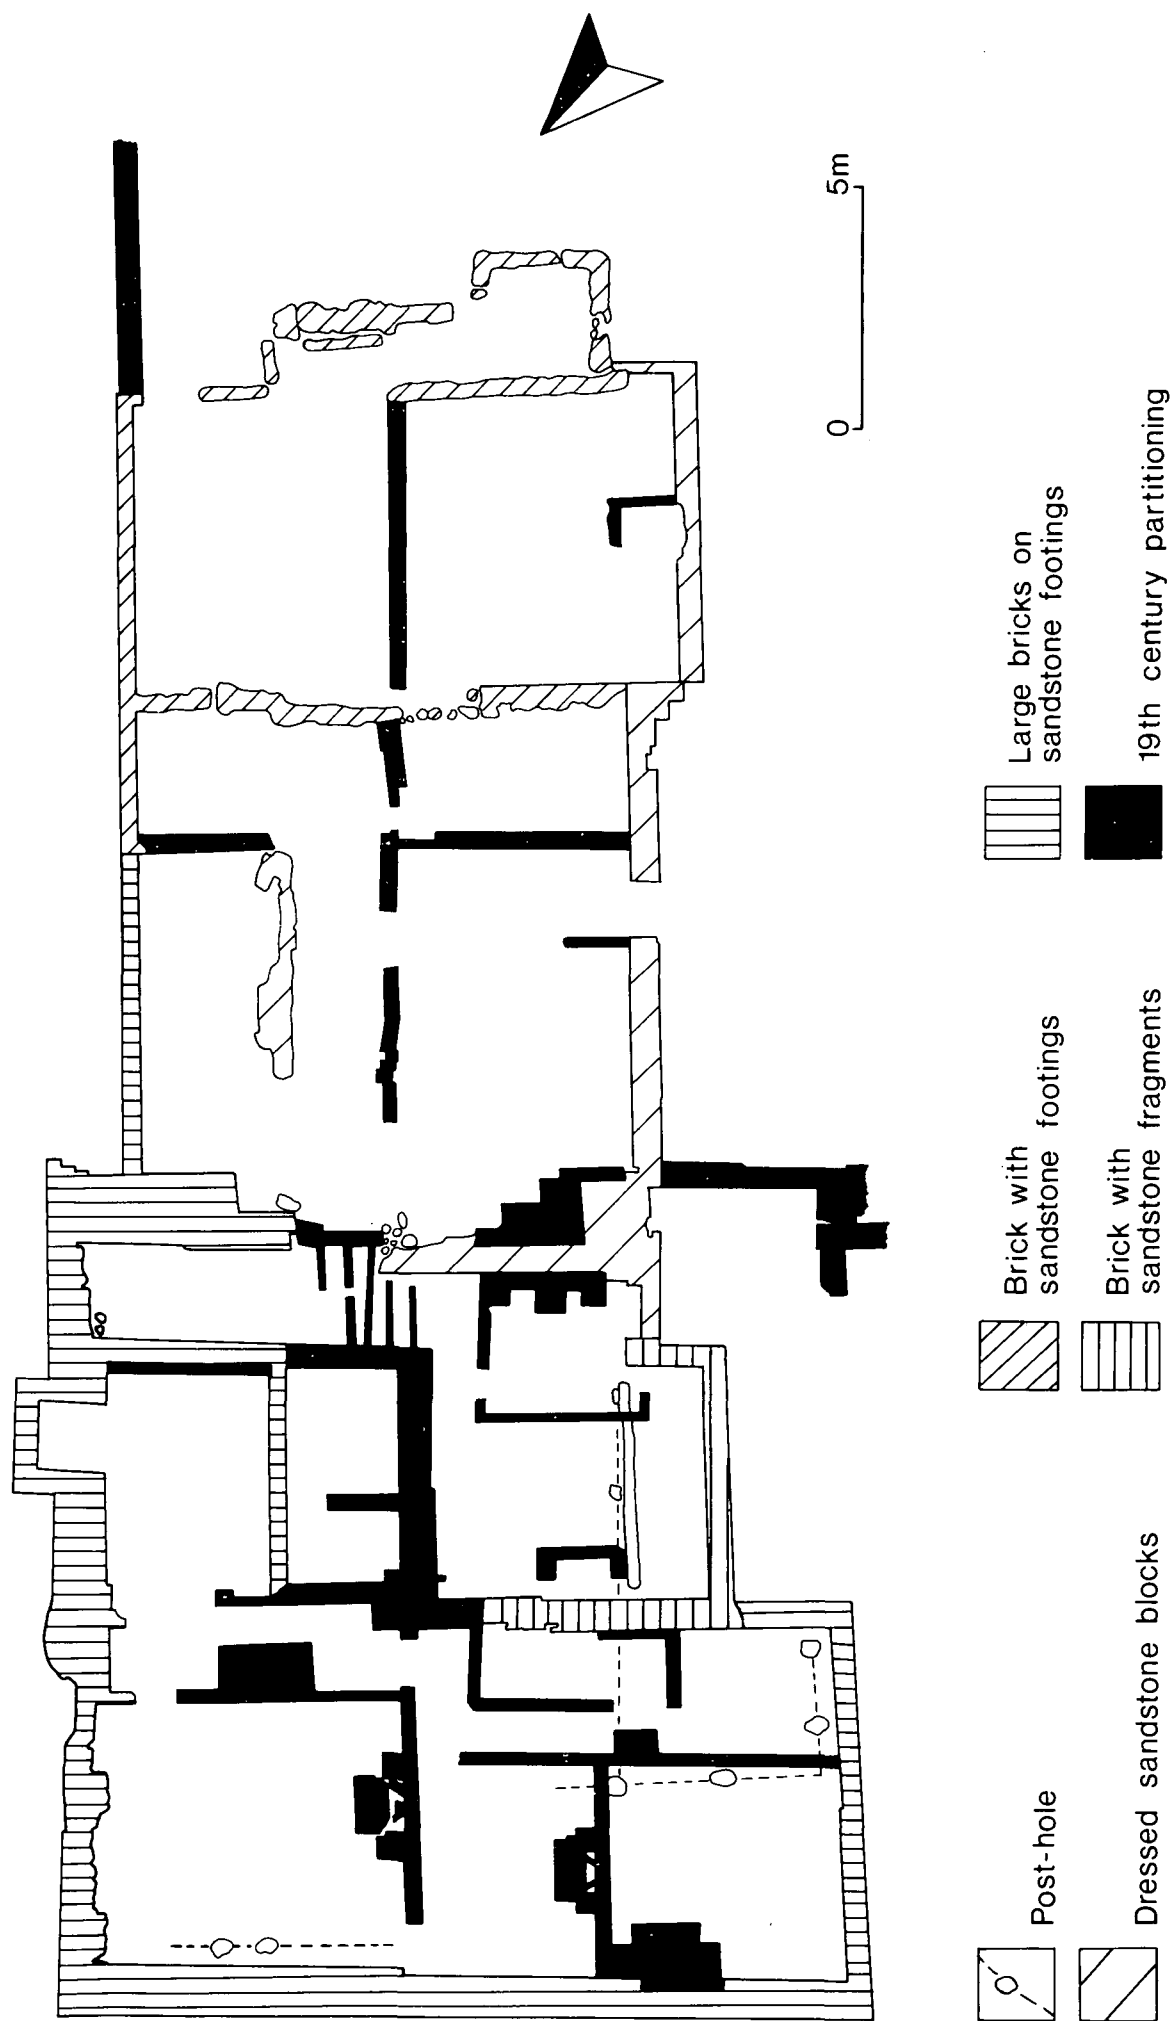 0 5m
Post-hole
Dressed sandstone blocks
Brick with
sandstone footings
Brick with
sandstone fragments
Large bricks on
sandstone footings
19th century partitioning